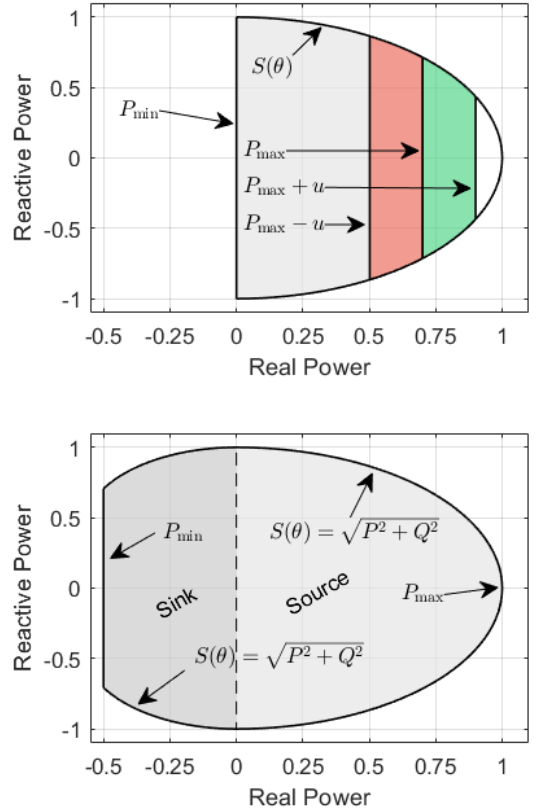 1
0.5
0
-0.5
-1
Reactive Power
S(θ)
P_min
P_max
P_max + u
P_max − u
-0.5 -0.25 0 0.25 0.5 0.75 1
Real Power
1
0.5
0
-0.5
-1
Reactive Power
P_min
S(θ) = √(P² + Q²)
Sink
Source
P_max
S(θ) = √(P² + Q²)
-0.5 -0.25 0 0.25 0.5 0.75 1
Real Power